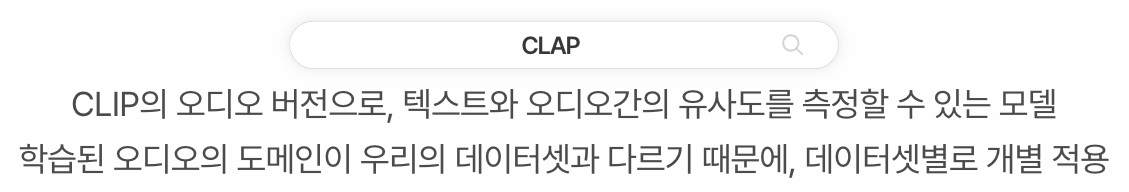 CLAP
CLIP의 오디오 버전으로, 텍스트와 오디오간의 유사도를 측정할 수 있는 모델
학습된 오디오의 도메인이 우리의 데이터셋과 다르기 때문에, 데이터셋별로 개별 적용